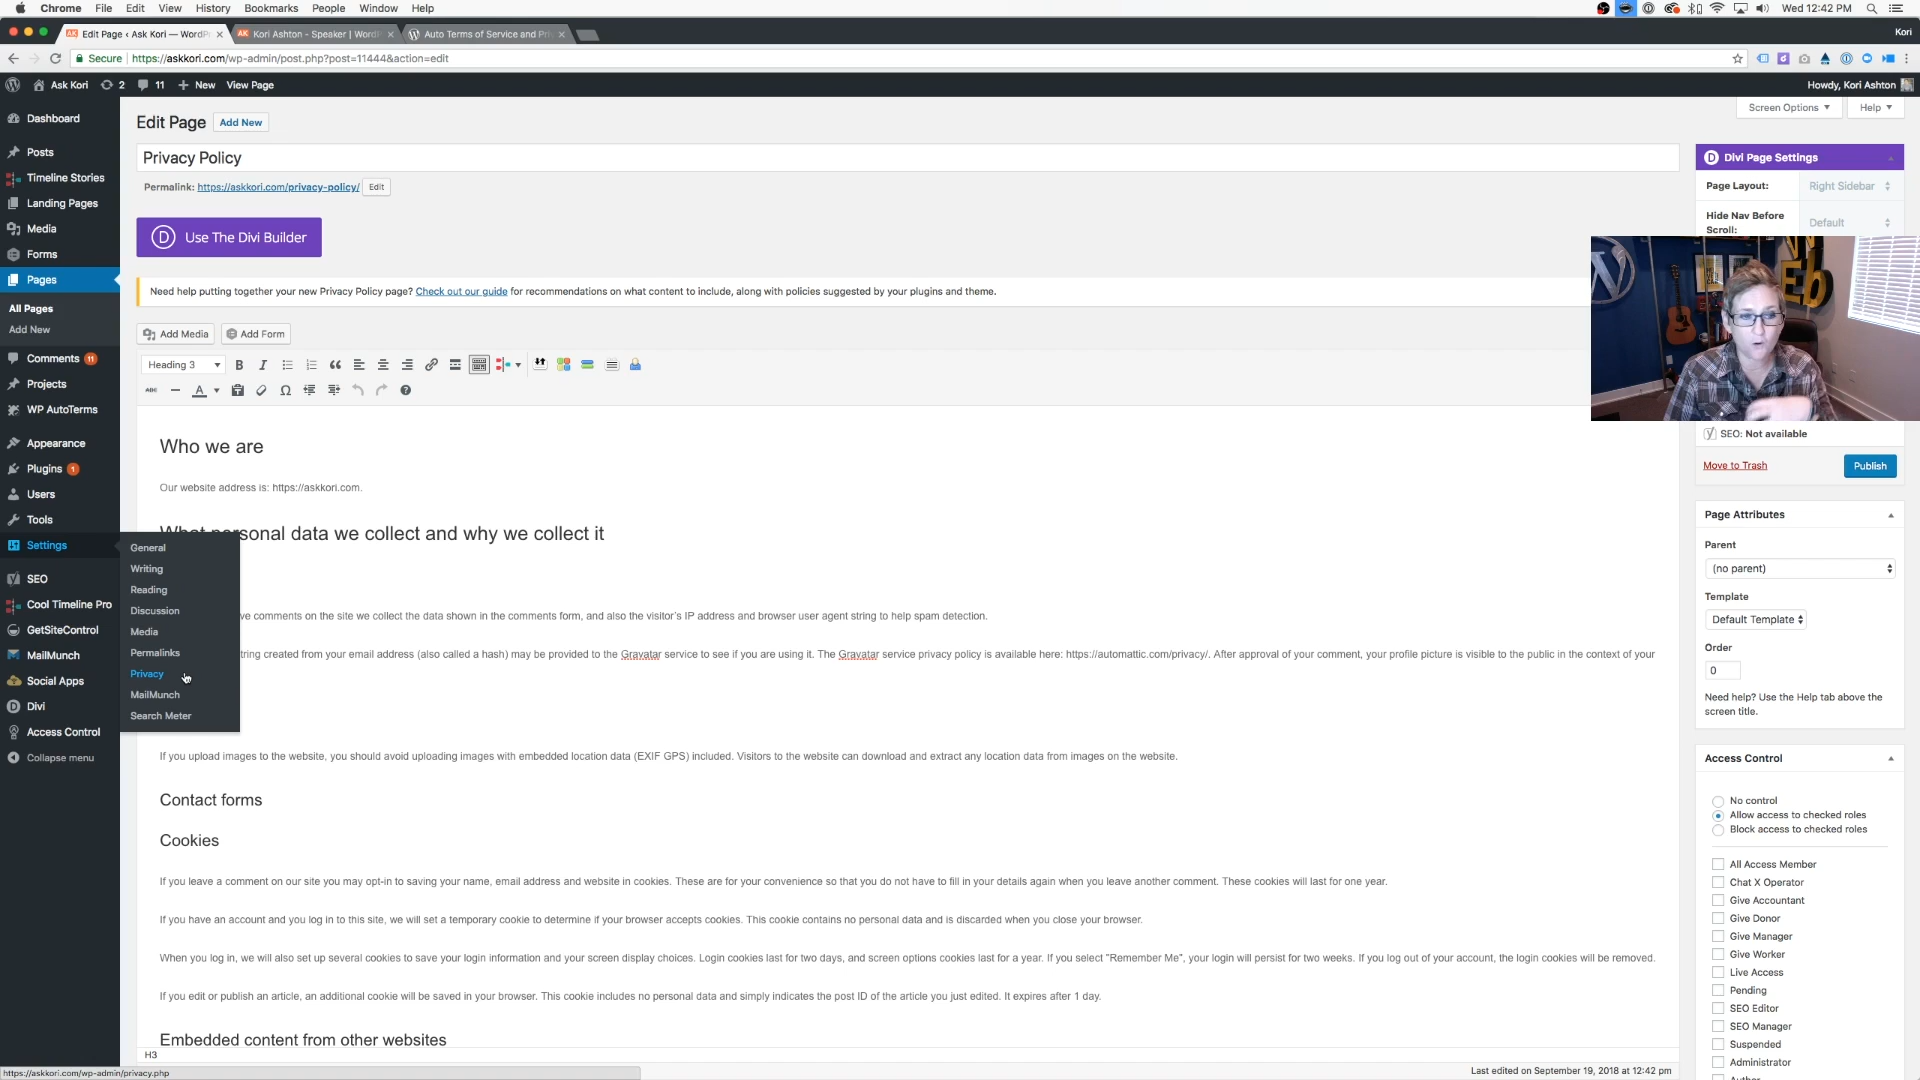 Chrome File Edit View History Bookmarks People Window Help
Wed 12:42 PM
Edit Page ‹ Ask Kori — WordPr
Kori Ashton - Speaker | WordP
Auto Terms of Service and Pri
Kori
Secure https://askkori.com/wp-admin/post.php?post=11444&action=edit
Ask Kori 2 11 New View Page
Howdy, Kori Ashton
Dashboard
Posts
Timeline Stories
Landing Pages
Media
Forms
Pages
All Pages
Add New
Comments 11
Projects
WP AutoTerms
Appearance
Plugins 1
Users
Tools
Settings
SEO
Cool Timeline Pro
GetSiteControl
MailMunch
Social Apps
Divi
Access Control
Collapse menu
General
Writing
Reading
Discussion
Media
Permalinks
Privacy
MailMunch
Search Meter
Screen Options Help
Edit Page Add New
Privacy Policy
Permalink: https://askkori.com/privacy-policy/ Edit
D Use The Divi Builder
Need help putting together your new Privacy Policy page? Check out our guide for recommendations on what content to include, along with policies suggested by your plugins and theme.
Add Media Add Form
Heading 3
Who we are
Our website address is: https://askkori.com.
What personal data we collect and why we collect it
ve comments on the site we collect the data shown in the comments form, and also the visitor's IP address and browser user agent string to help spam detection.
tring created from your email address (also called a hash) may be provided to the Gravatar service to see if you are using it. The Gravatar service privacy policy is available here: https://automattic.com/privacy/. After approval of your comment, your profile picture is visible to the public in the context of your
If you upload images to the website, you should avoid uploading images with embedded location data (EXIF GPS) included. Visitors to the website can download and extract any location data from images on the website.
Contact forms
Cookies
If you leave a comment on our site you may opt-in to saving your name, email address and website in cookies. These are for your convenience so that you do not have to fill in your details again when you leave another comment. These cookies will last for one year.
If you have an account and you log in to this site, we will set a temporary cookie to determine if your browser accepts cookies. This cookie contains no personal data and is discarded when you close your browser.
When you log in, we will also set up several cookies to save your login information and your screen display choices. Login cookies last for two days, and screen options cookies last for a year. If you select "Remember Me", your login will persist for two weeks. If you log out of your account, the login cookies will be removed.
If you edit or publish an article, an additional cookie will be saved in your browser. This cookie includes no personal data and simply indicates the post ID of the article you just edited. It expires after 1 day.
Embedded content from other websites
H3
Last edited on September 19, 2018 at 12:42 pm
https://askkori.com/wp-admin/privacy.php
D Divi Page Settings
Page Layout: Right Sidebar
Hide Nav Before Scroll: Default
SEO: Not available
Move to Trash Publish
Page Attributes
Parent
(no parent)
Template
Default Template
Order
0
Need help? Use the Help tab above the
screen title.
Access Control
No control
Allow access to checked roles
Block access to checked roles
All Access Member
Chat X Operator
Give Accountant
Give Donor
Give Manager
Give Worker
Live Access
Pending
SEO Editor
SEO Manager
Suspended
Administrator